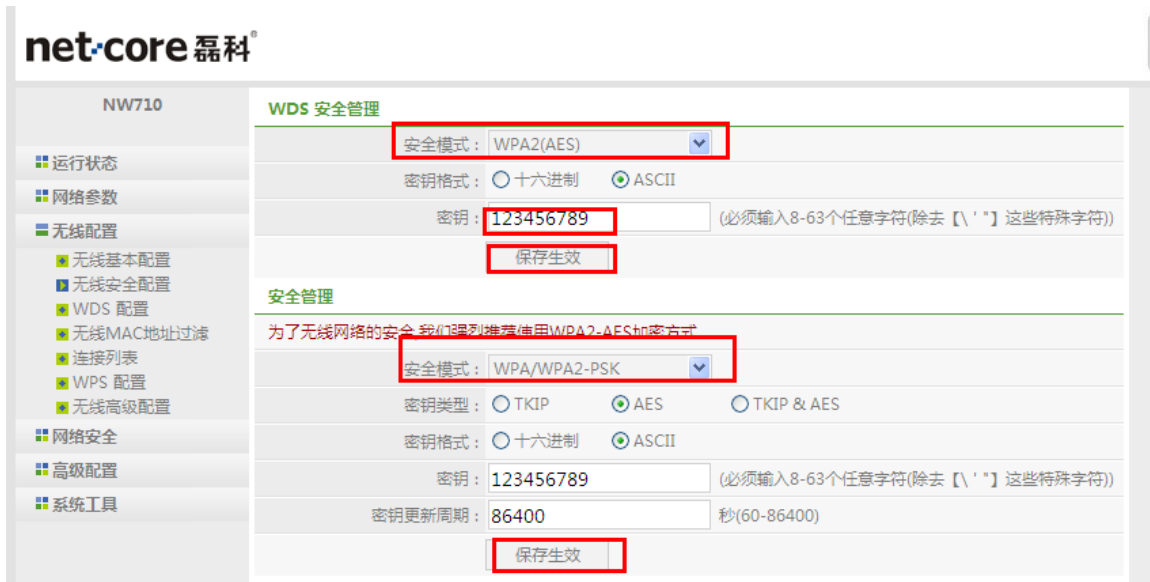 net·core 磊科®
NW710
运行状态
网络参数
无线配置
无线基本配置
无线安全配置
WDS 配置
无线MAC地址过滤
连接列表
WPS 配置
无线高级配置
网络安全
高级配置
系统工具
WDS 安全管理
安全模式： WPA2(AES)
密钥格式： 十六进制 ASCII
密钥： 123456789 (必须输入8-63个任意字符(除去【\ ' "】这些特殊字符))
保存生效
安全管理
为了无线网络的安全,我们强烈推荐使用WPA2-AES加密方式
安全模式： WPA/WPA2-PSK
密钥类型： TKIP AES TKIP & AES
密钥格式： 十六进制 ASCII
密钥： 123456789 (必须输入8-63个任意字符(除去【\ ' "】这些特殊字符))
密钥更新周期： 86400 秒(60-86400)
保存生效